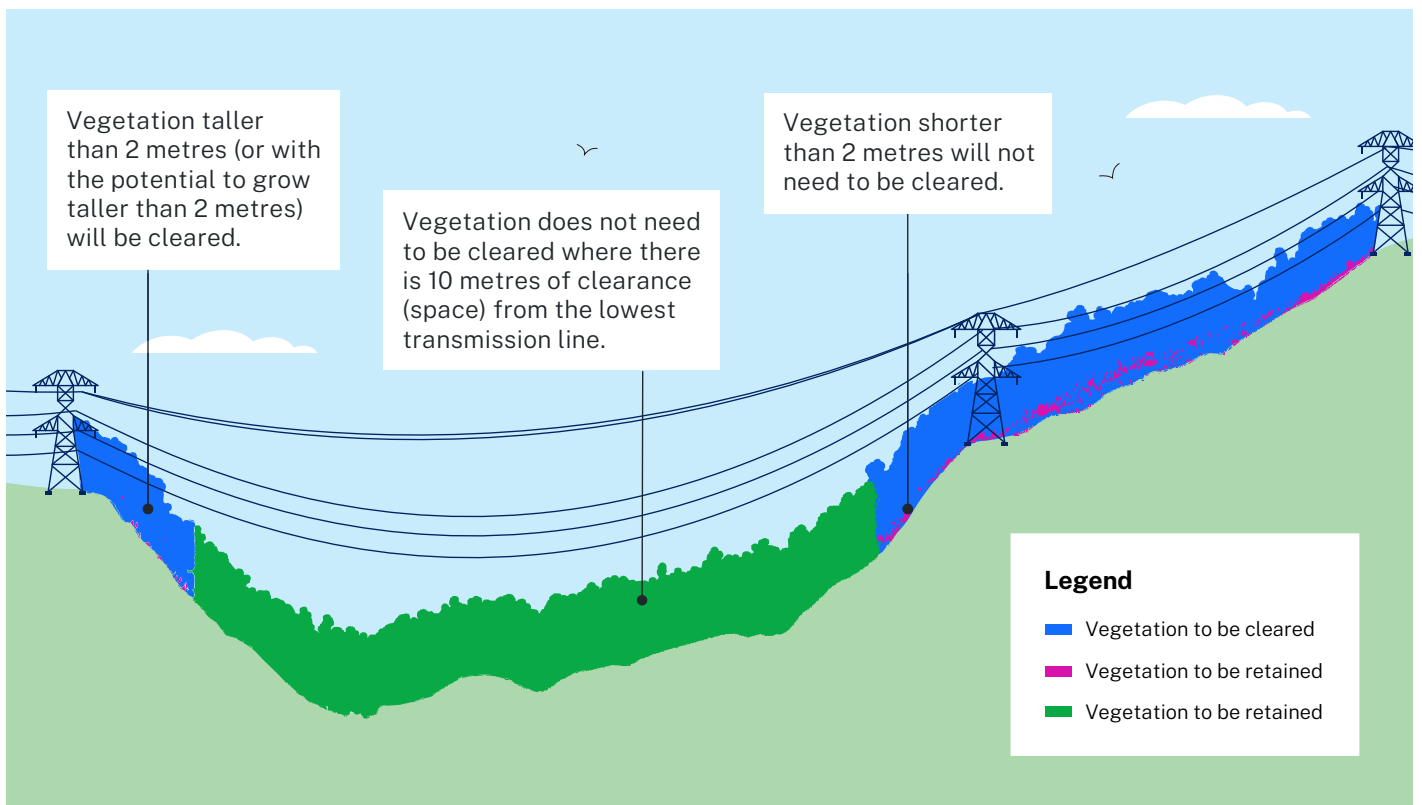 Vegetation taller
than 2 metres (or with
the potential to grow
taller than 2 metres)
will be cleared.
Vegetation does not need
to be cleared where there
is 10 metres of clearance
(space) from the lowest
transmission line.
Vegetation shorter
than 2 metres will not
need to be cleared.
Legend
Vegetation to be cleared
Vegetation to be retained
Vegetation to be retained